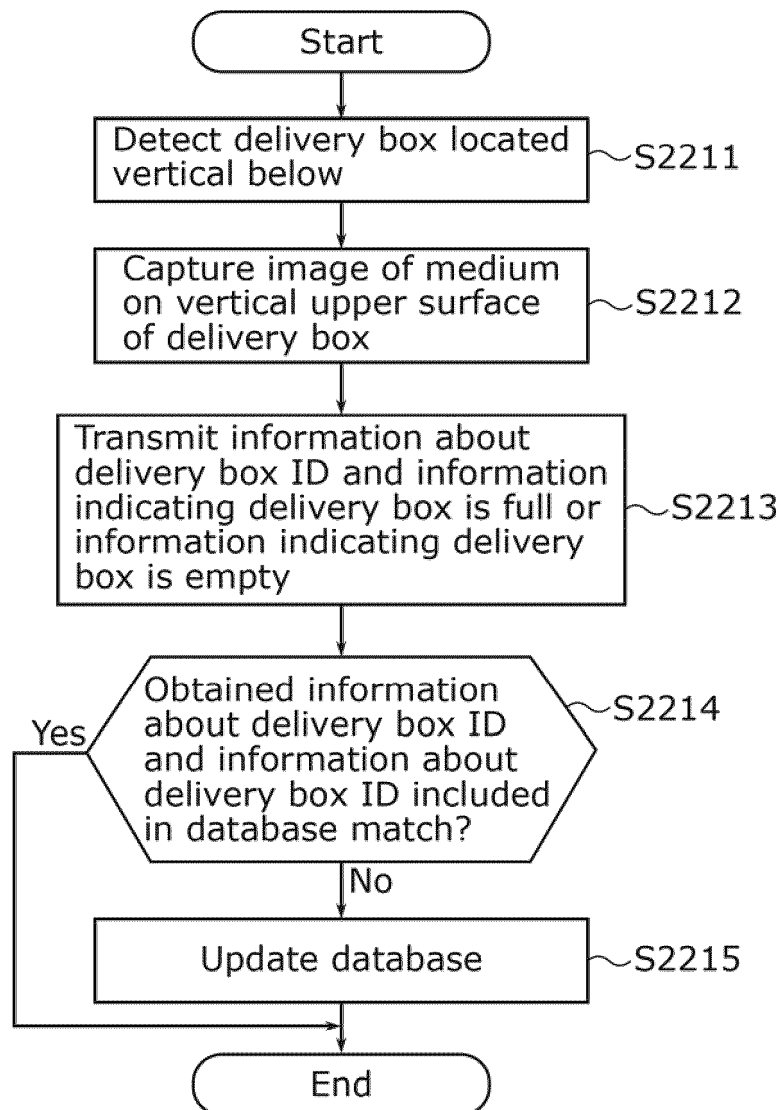 Start
Detect delivery box located
vertical below
S2211
Capture image of medium
on vertical upper surface
of delivery box
S2212
Transmit information about
delivery box ID and information
indicating delivery box is full or
information indicating delivery
box is empty
S2213
Obtained information
about delivery box ID
and information about
delivery box ID included
in database match?
S2214
Yes
No
Update database
S2215
End